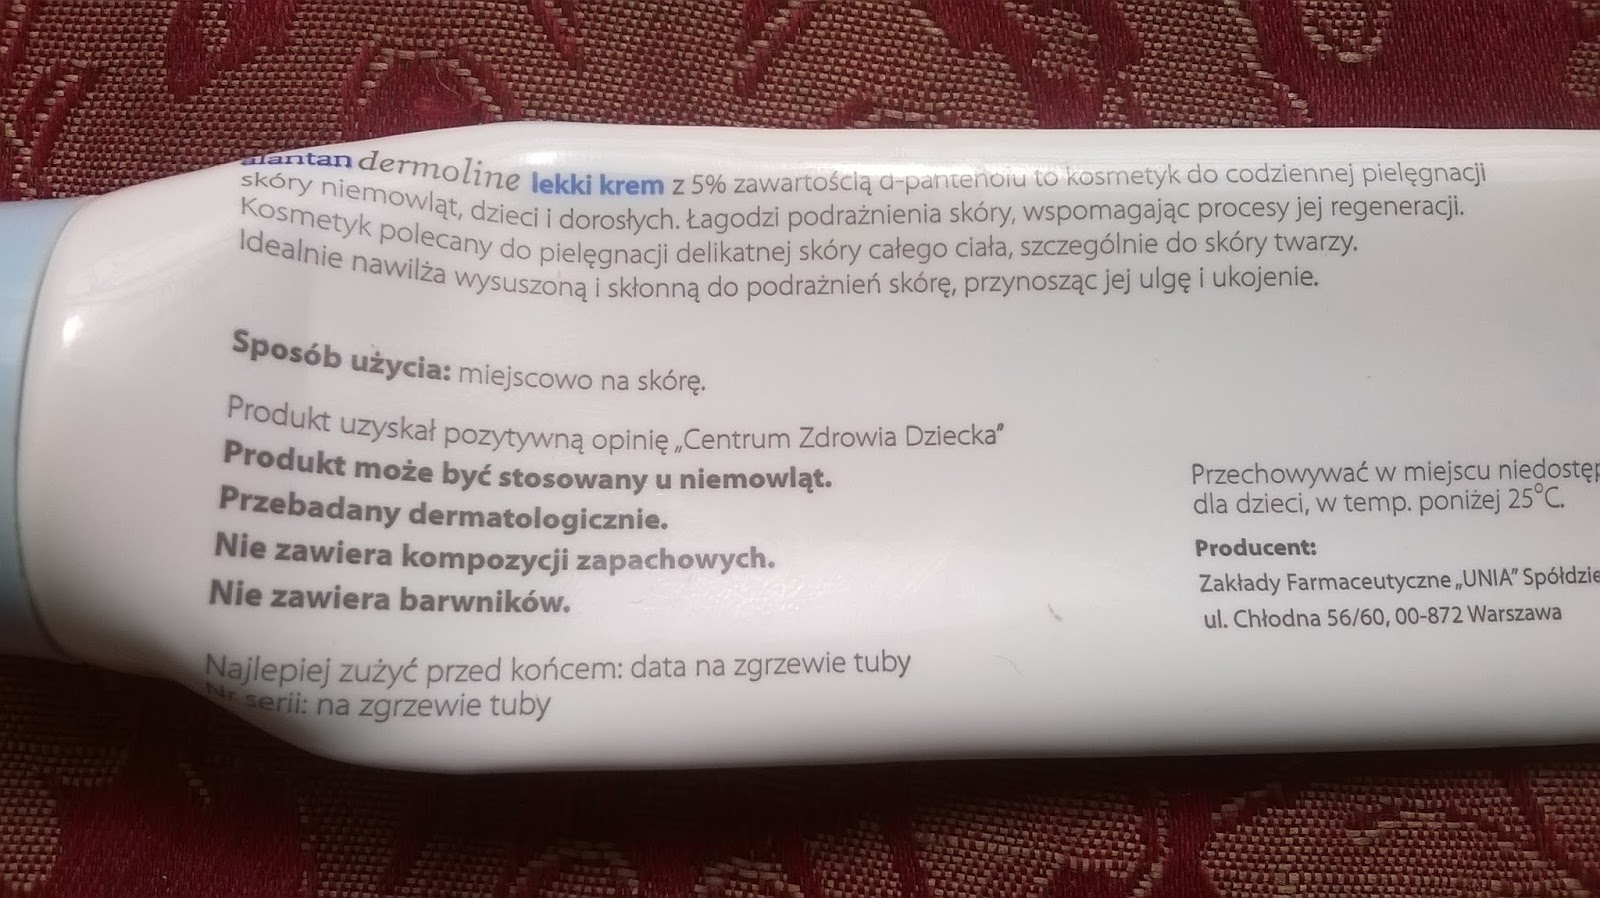 alantan dermoline lekki krem z 5% zawartością d-pantenolu to kosmetyk do codziennej pielęgnacji
skóry niemowląt, dzieci i dorosłych. Łagodzi podrażnienia skóry, wspomagając procesy jej regeneracji.
Kosmetyk polecany do pielęgnacji delikatnej skóry całego ciała, szczególnie do skóry twarzy.
Idealnie nawilża wysuszoną i skłonną do podrażnień skórę, przynosząc jej ulgę i ukojenie.
Sposób użycia: miejscowo na skórę.
Produkt uzyskał pozytywną opinię „Centrum Zdrowia Dziecka”
Produkt może być stosowany u niemowląt.
Przebadany dermatologicznie.
Nie zawiera kompozycji zapachowych.
Nie zawiera barwników.
Najlepiej zużyć przed końcem: data na zgrzewie tuby
Nr serii: na zgrzewie tuby
Przechowywać w miejscu niedostęp
dla dzieci, w temp. poniżej 25°C.
Producent:
Zakłady Farmaceutyczne „UNIA” Spółdzie
ul. Chłodna 56/60, 00-872 Warszawa